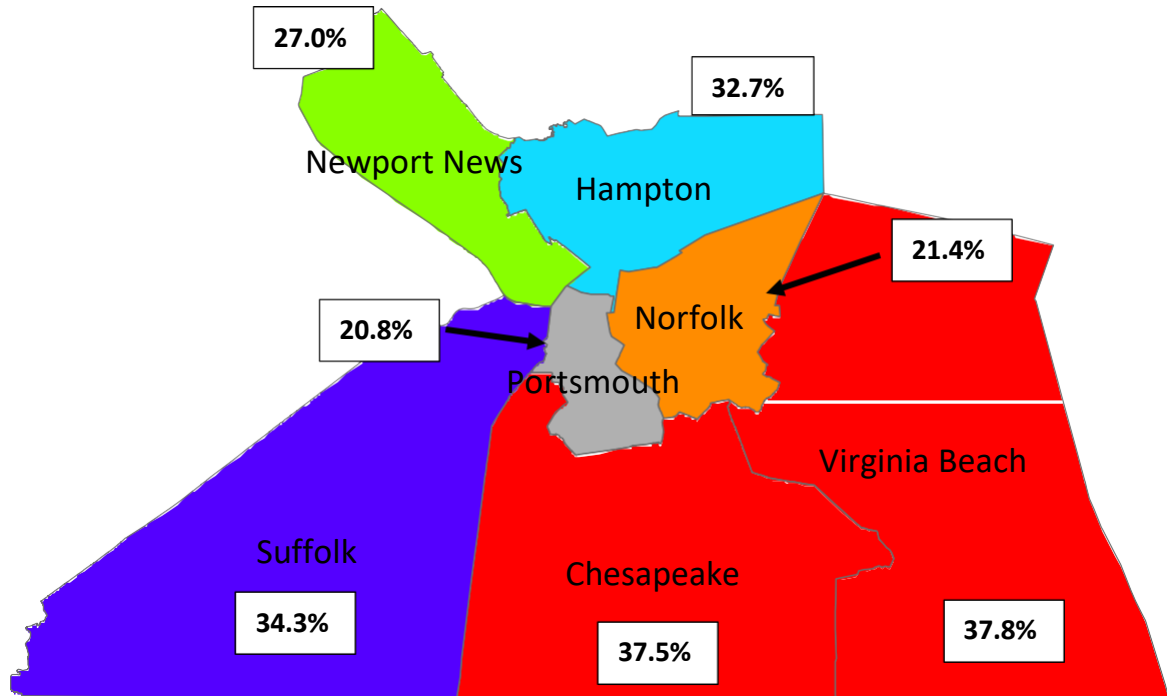 27.0%
32.7%
Newport News
Hampton
21.4%
20.8%
Norfolk
Portsmouth
Virginia Beach
Suffolk
Chesapeake
34.3%
37.5%
37.8%